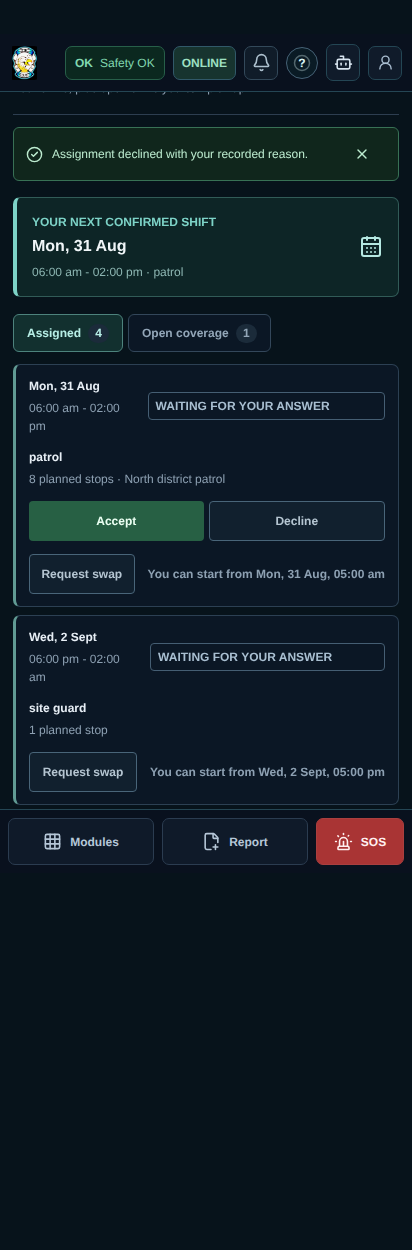 OK Safety OK
ONLINE
?
Assignment declined with your recorded reason.
YOUR NEXT CONFIRMED SHIFT
Mon, 31 Aug
06:00 am - 02:00 pm · patrol
Assigned 4
Open coverage 1
Mon, 31 Aug
06:00 am - 02:00
pm
WAITING FOR YOUR ANSWER
patrol
8 planned stops · North district patrol
Accept
Decline
Request swap
You can start from Mon, 31 Aug, 05:00 am
Wed, 2 Sept
06:00 pm - 02:00
am
WAITING FOR YOUR ANSWER
site guard
1 planned stop
Request swap
You can start from Wed, 2 Sept, 05:00 pm
Modules
Report
SOS